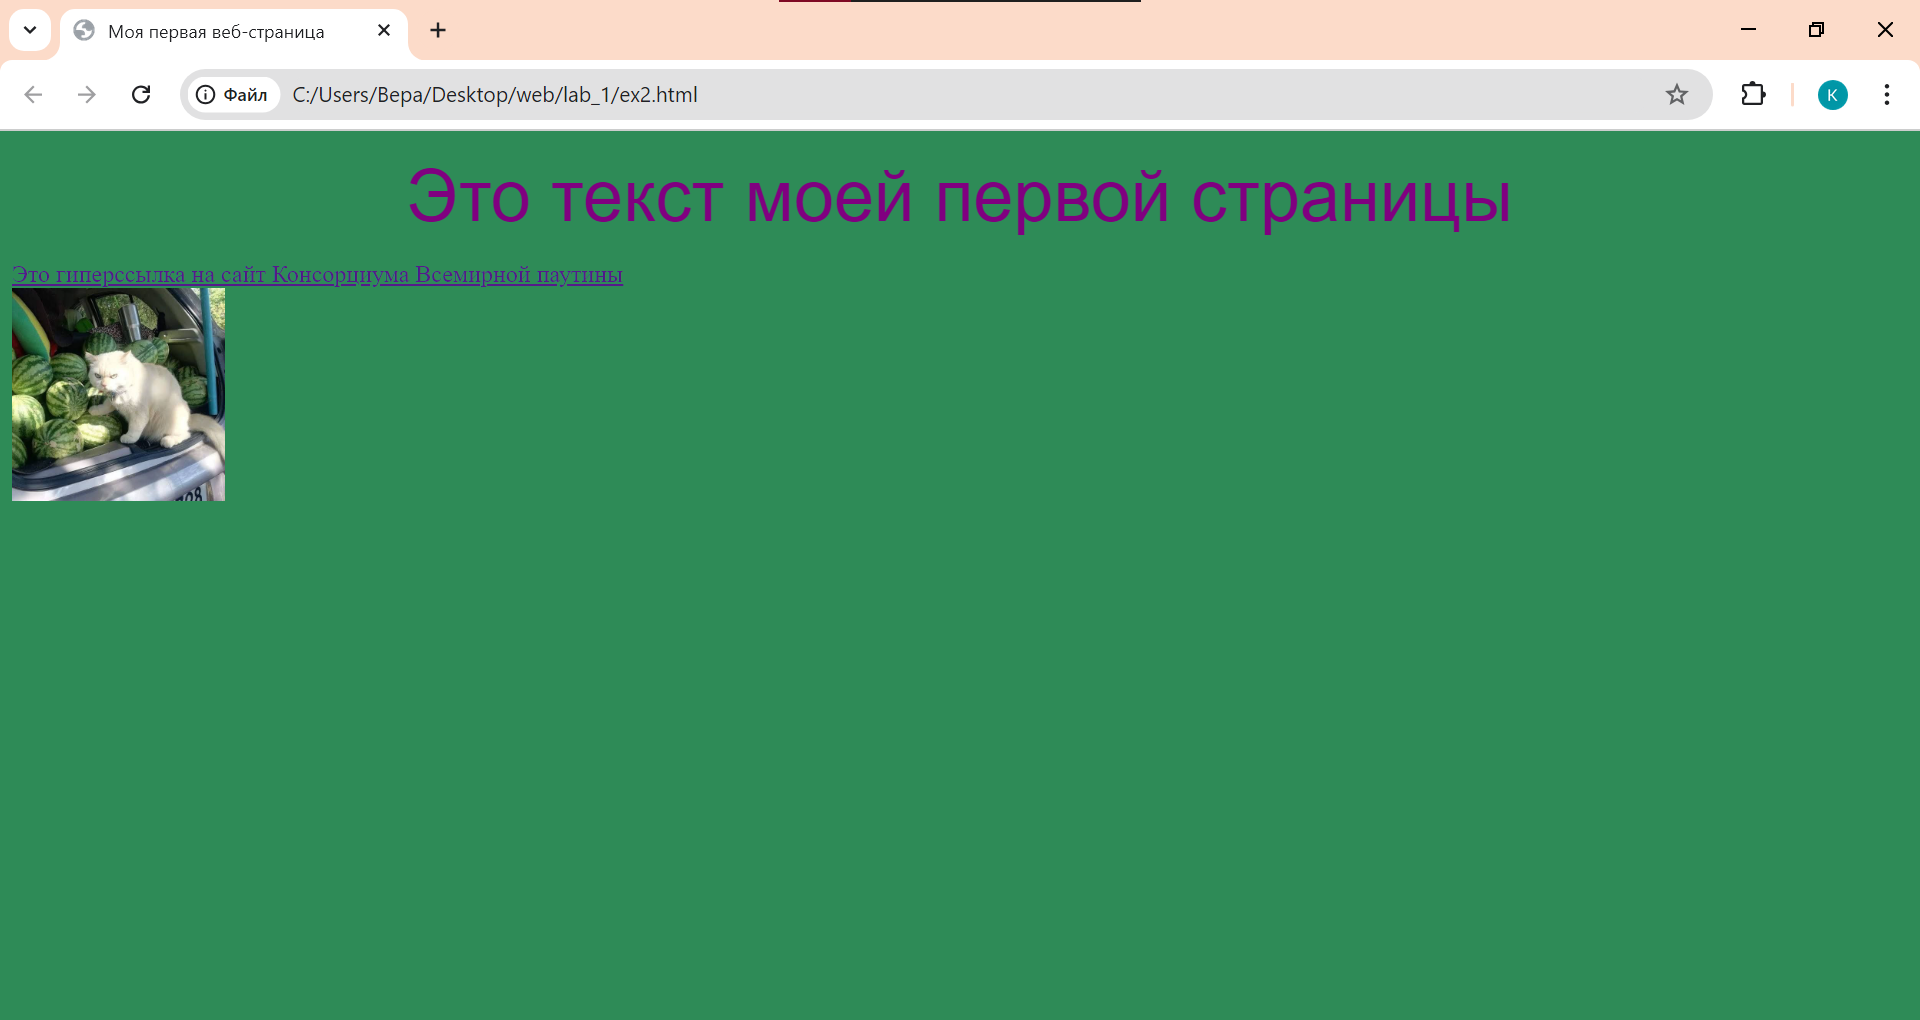 Моя первая веб-страница
Файл
C:/Users/Вера/Desktop/web/lab_1/ex2.html
K
Это текст моей первой страницы
Это гиперссылка на сайт Консорциума Всемирной паутины